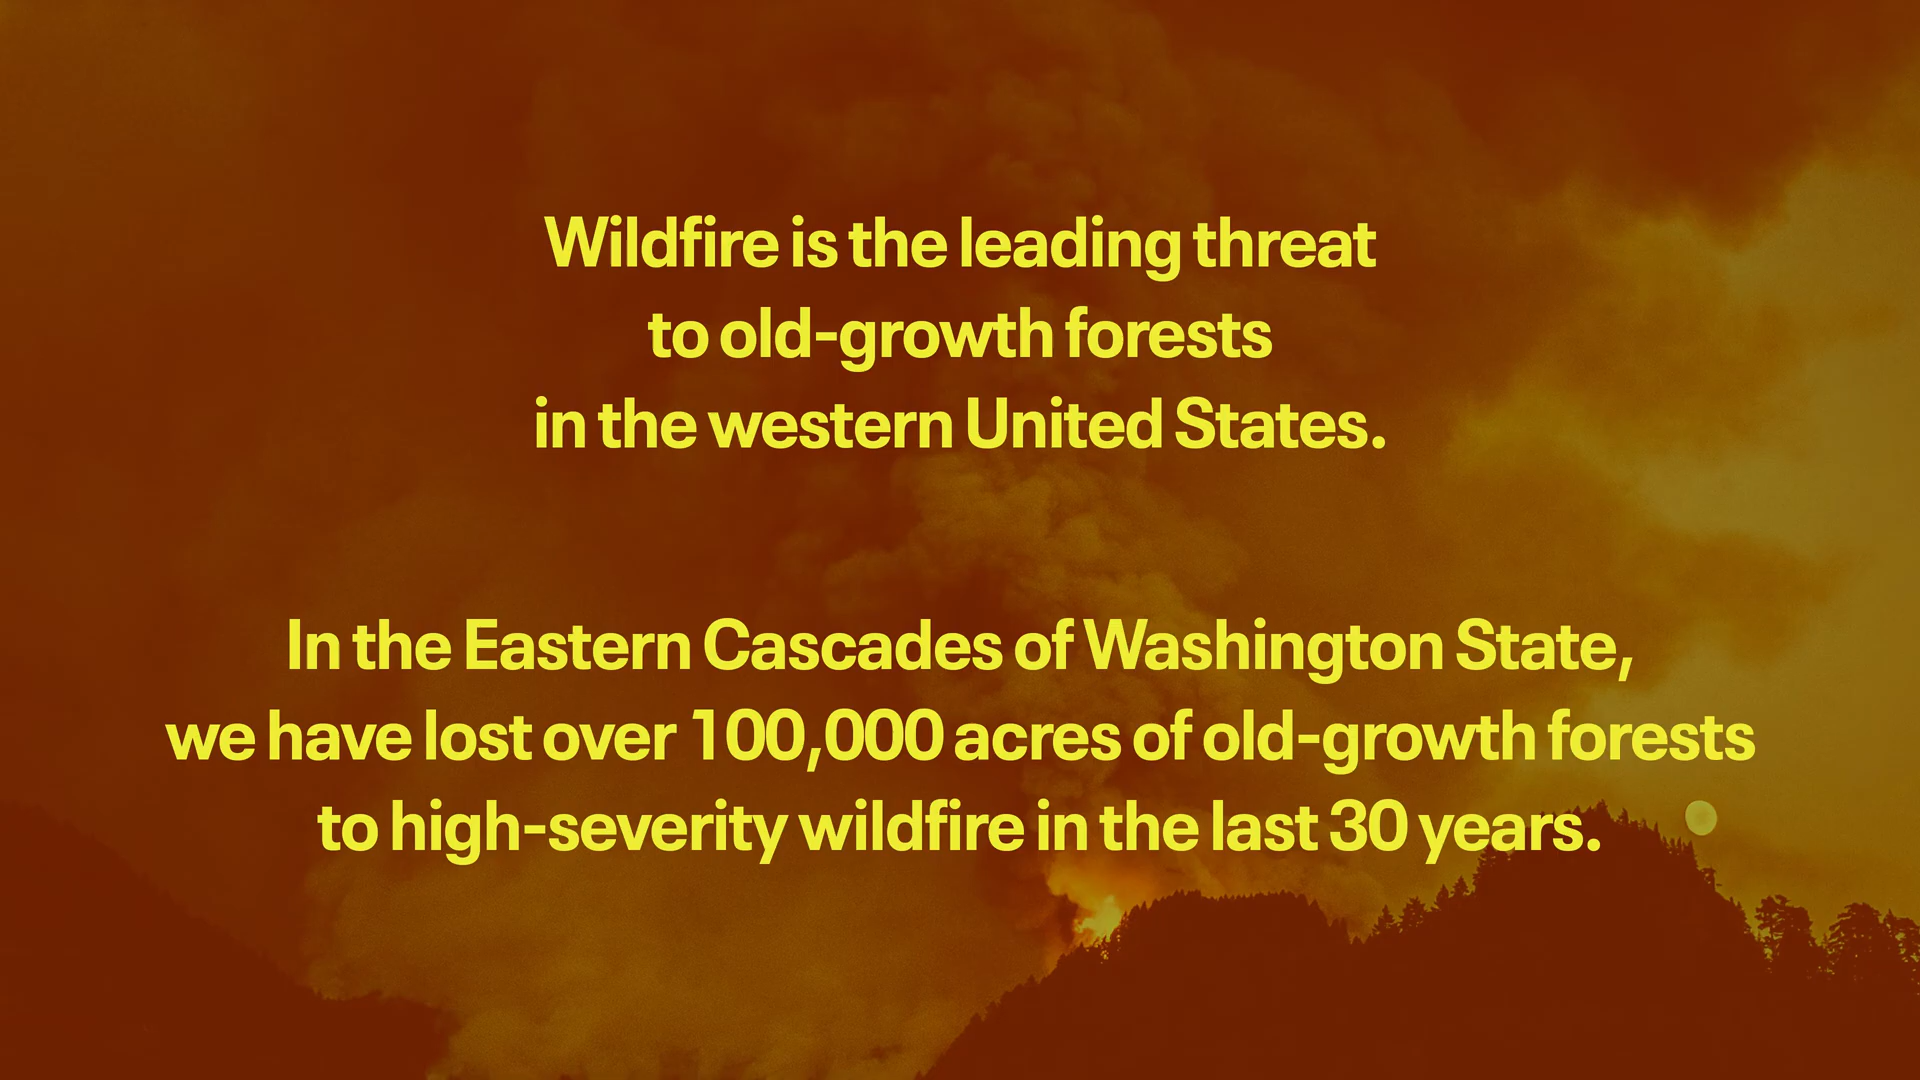 Wildfire is the leading threat
to old-growth forests
in the western United States.
In the Eastern Cascades of Washington State,
we have lost over 100,000 acres of old-growth forests
to high-severity wildfire in the last 30 years.